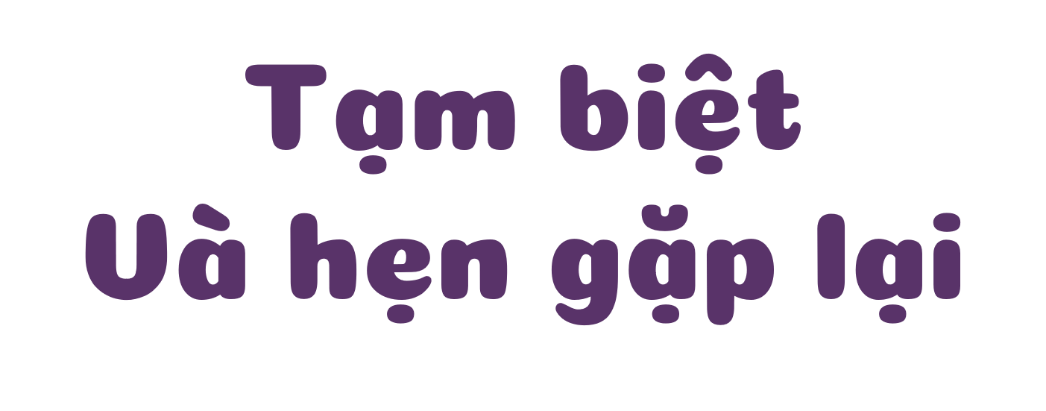 Tạm biệt
Uà hẹn gặp lại